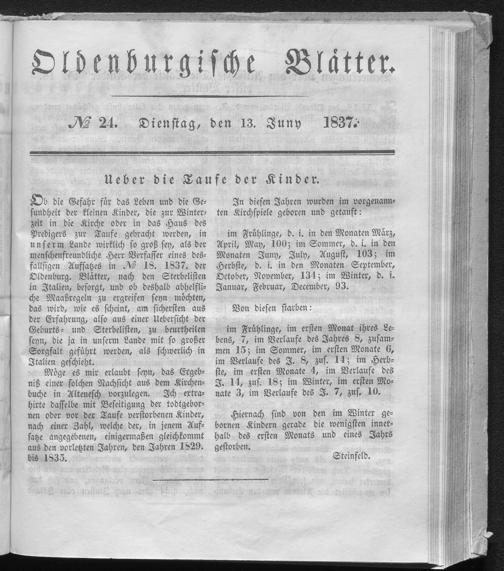 Oldenburgische Blätter.
№ 24. Dienstag, den 13. Juny 1837.
Ueber die Taufe der Kinder.
Ob die Gefahr für das Leben und die Ge-
sundheit der kleinen Kinder, die zur Winter-
zeit in die Kirche oder in das Haus des
Predigers zur Taufe gebracht werden, in
unserm Lande wirklich so groß sey, als der
menschenfreundliche Herr Verfasser eines des-
fallsigen Aufsatzes in № 18. 1837. der
Oldenburg. Blätter, nach den Sterbelisten
in Italien, besorgt, und ob deshalb abhelfli-
che Maaßregeln zu ergreifen seyn möchten,
das wird, wie es scheint, am sichersten aus
der Erfahrung, also aus einer Uebersicht der
Geburts- und Sterbelisten, zu beurtheilen
seyn, die ja in unserm Lande mit so großer
Sorgfalt geführt werden, als schwerlich in
Italien geschieht.
Möge es mir erlaubt seyn, das Ergeb-
niß einer solchen Nachsicht aus dem Kirchen-
buche in Altenesch vorzulegen. Ich extra-
hirte dasselbe mit Beseitigung der todtgebor-
nen oder vor der Taufe verstorbenen Kinder,
nach einer Zahl, welche der, in jenem Auf-
satze angegebenen, einigermaßen gleichkommt
aus den vorletzten Jahren, den Jahren 1829.
bis 1835.
In diesen Jahren wurden im vorgenann-
ten Kirchspiele geboren und getauft:
im Frühlinge, d. i. in den Monaten März,
April, May, 100; im Sommer, d. i. in den
Monaten Juny, July, August, 103; im
Herbste, d. i. in den Monaten September,
October, November, 134; im Winter, d. i.
Januar, Februar, December, 93.
Von diesen starben:
im Frühlinge, im ersten Monat ihres Le-
bens, 7, im Verlaufe des Jahrs 8, zusam-
men 15; im Sommer, im ersten Monate 6,
im Verlaufe des J. 8, zuf. 14; im Herb-
ste, im ersten Monate 4, im Verlaufe des
J. 14, zuf. 18; im Winter, im ersten Mo-
nate 3, im Verlaufe des J. 7, zuf. 10.
Hiernach sind von den im Winter ge-
bornen Kindern gerade die wenigsten inner-
halb des ersten Monats und eines Jahrs
gestorben.
Steinfeld.